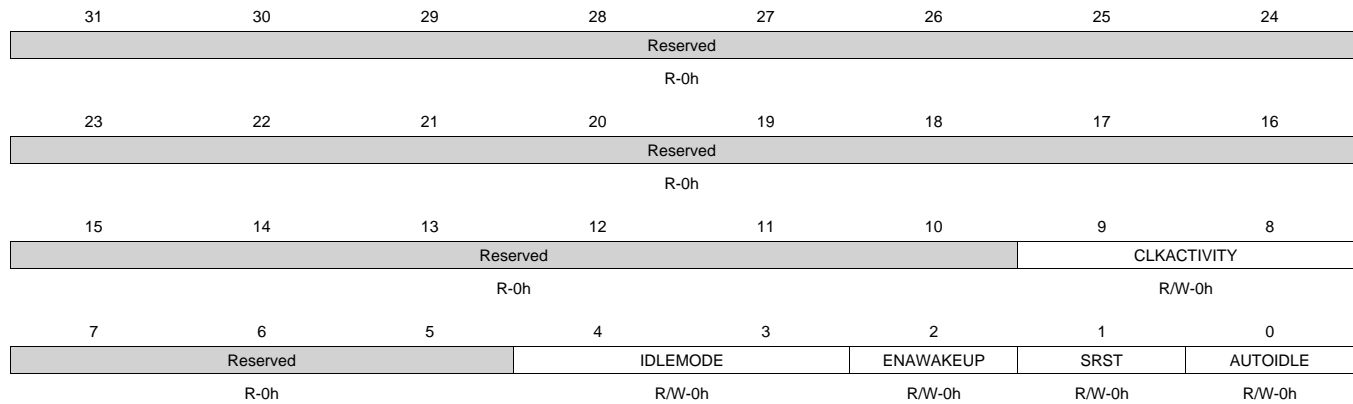 31 30 29 28 27 26 25 24
Reserved
R-0h
23 22 21 20 19 18 17 16
Reserved
R-0h
15 14 13 12 11 10 9 8
Reserved CLKACTIVITY
R-0h R/W-0h
7 6 5 4 3 2 1 0
Reserved IDLEMODE ENAWAKEUP SRST AUTOIDLE
R-0h R/W-0h R/W-0h R/W-0h R/W-0h